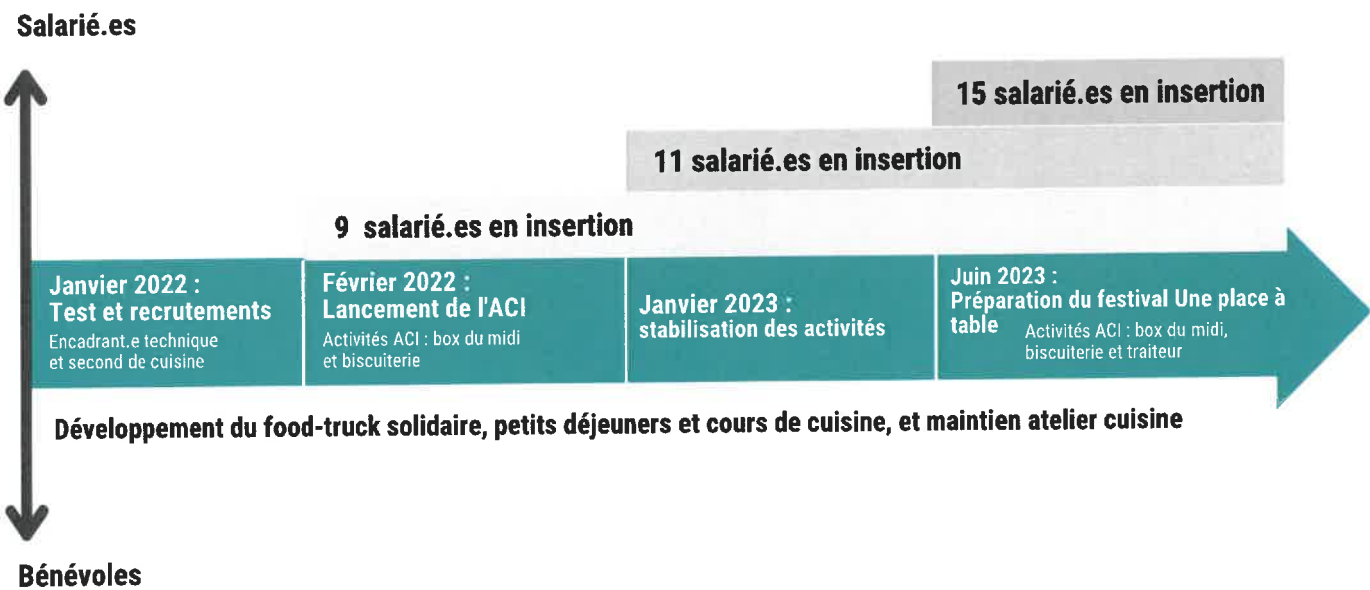 Salarié.es
15 salarié.es en insertion
11 salarié.es en insertion
9 salarié.es en insertion
Janvier 2022 :
Test et recrutements
Encadrant.e technique
et second de cuisine
Février 2022 :
Lancement de l'ACI
Activités ACI : box du midi
et biscuiterie
Janvier 2023 :
stabilisation des activités
Juin 2023 :
Préparation du festival Une place à
table
Activités ACI : box du midi,
biscuiterie et traiteur
Développement du food-truck solidaire, petits déjeuners et cours de cuisine, et maintien atelier cuisine
Bénévoles